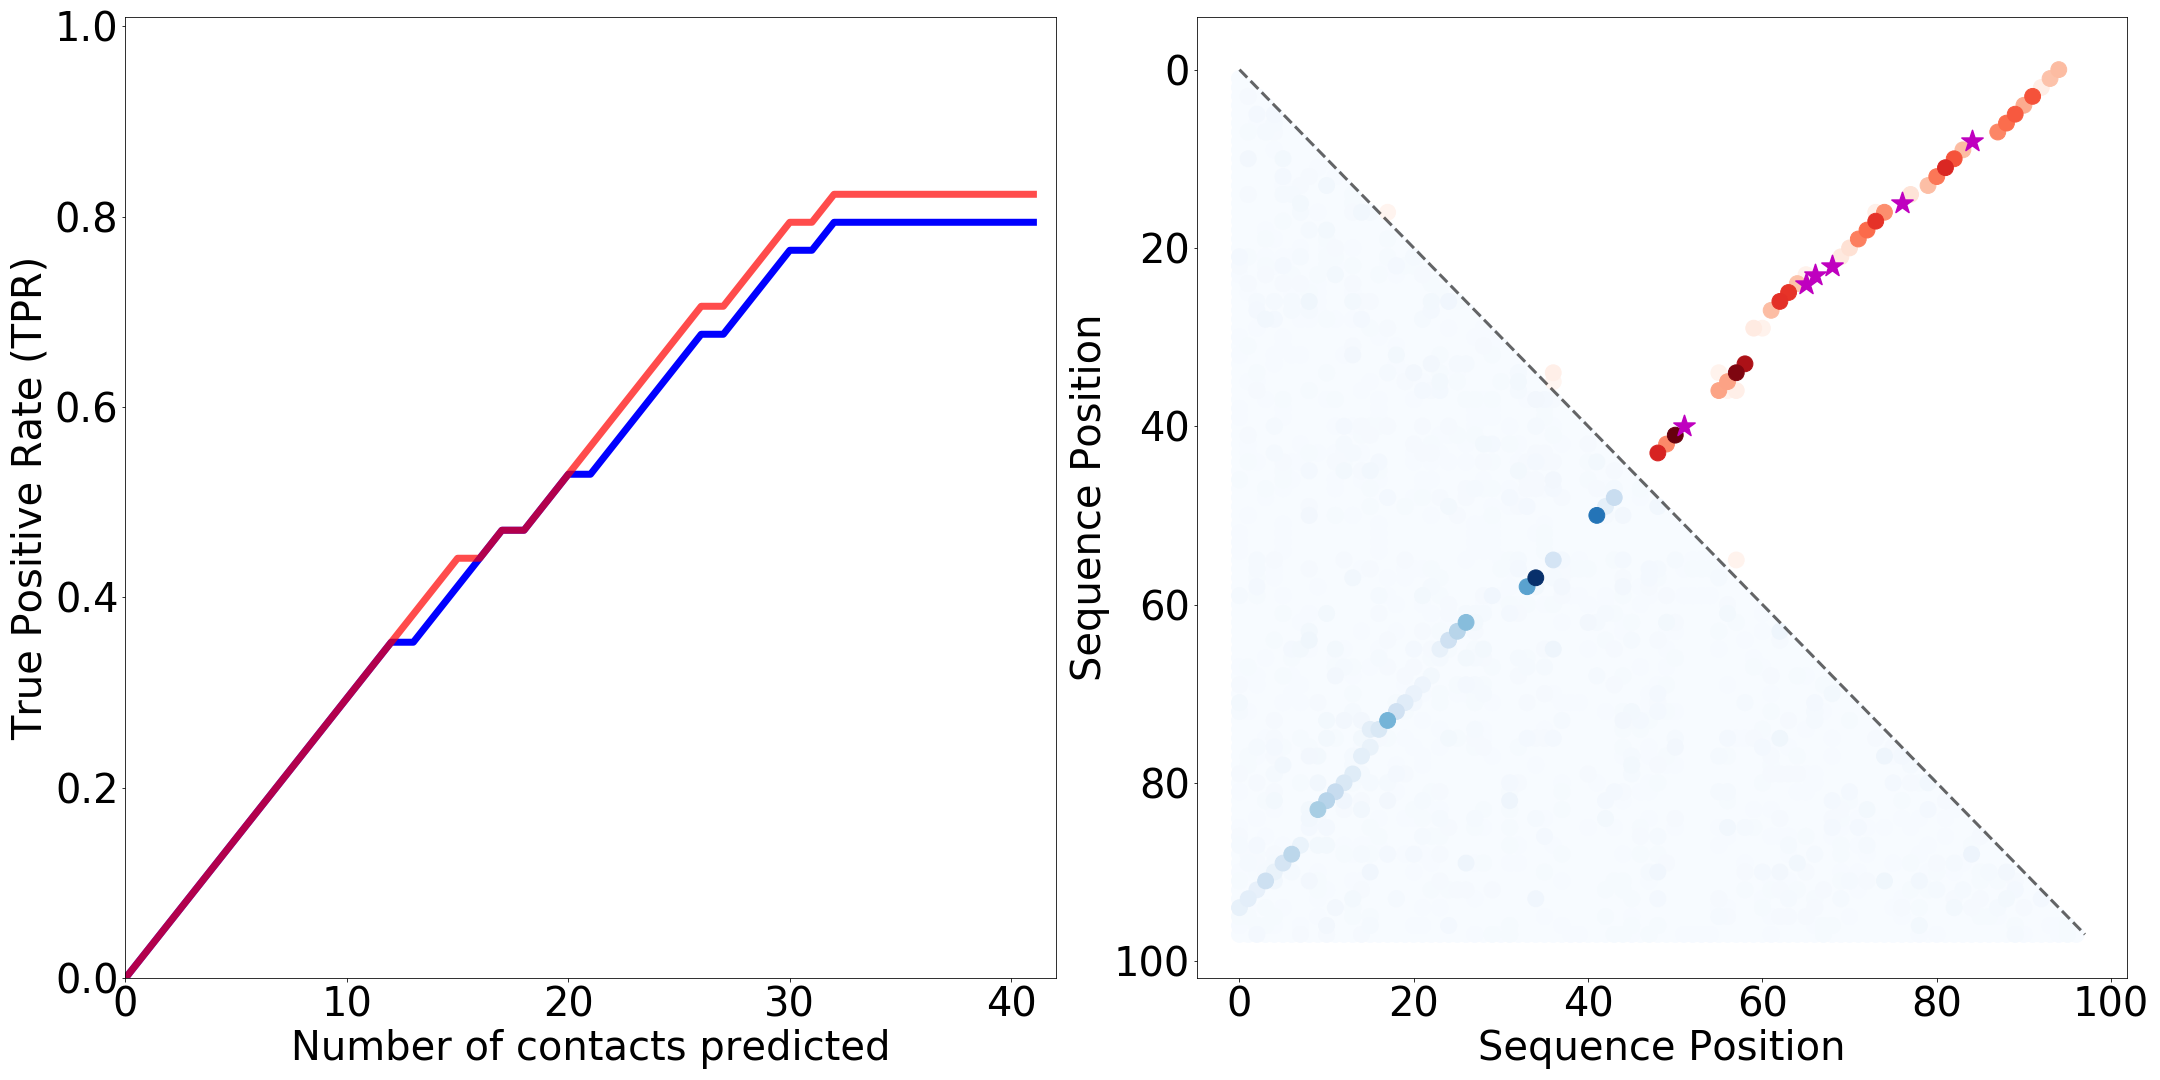 True Positive Rate (TPR)
1.0
0.8
0.6
0.4
0.2
0.0
0 10 20 30 40
Number of contacts predicted
Sequence Position
0
20
40
60
80
100
0 20 40 60 80 100
Sequence Position